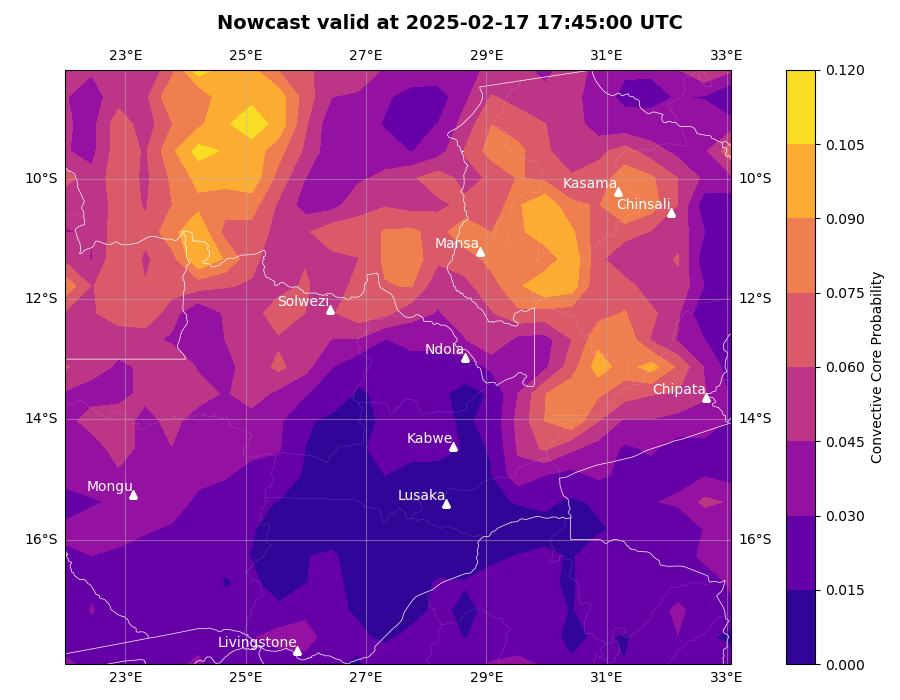 Nowcast valid at 2025-02-17 17:45:00 UTC
23°E 25°E 27°E 29°E 31°E 33°E
0.120
0.105
0.090
0.075
0.060
0.045
0.030
0.015
0.000
Convective Core Probability
10°S 10°S
12°S 12°S
14°S 14°S
16°S 16°S
Kasama
Chinsali
Mansa
Solwezi
Ndola
Chipata
Kabwe
Mongu
Lusaka
Livingstone
23°E 25°E 27°E 29°E 31°E 33°E